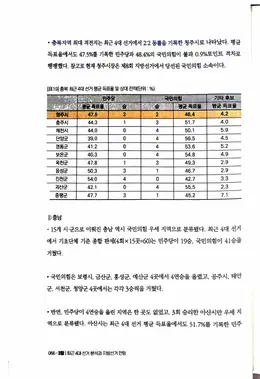 • 충북지역 최대 격전지는 최근 4대 선거에서 2:2 동률을 기록한 청주시로 나타났다. 평균
득표율에서도 47.5%를 기록한 민주당과 48.4%의 국민의힘이 불과 0.9%포인트 격차로
팽팽했다. 참고로 현재 청주시장은 제8회 지방선거에서 당선된 국민의힘 소속이다.
[표19] 충북 최근 4대 선거 평균 득표율 및 상대 전적(단위 : %)
민주당 국민의힘 기타 후보
평균 득표율 승 승 평균 득표율 평균 득표율
청주시 47.5 2 2 48.4 4.2
충주시 44.3 1 3 51.7 4.0
제천시 44.0 0 4 50.1 5.9
단양군 39.0 0 4 56.5 4.5
영동군 41.2 0 4 53.6 5.2
보은군 40.3 0 4 54.8 4.9
옥천군 47.8 1 3 49.3 2.9
음성군 50.3 3 1 46.7 2.9
진천군 54.0 4 0 42.7 3.3
괴산군 42.1 0 4 55.5 2.3
증평군 47.7 3 1 45.2 7.1
▷충남
- 15개 시·군으로 이뤄진 충남 역시 국민의힘 우세 지역으로 분류됐다. 최근 4대 선거
에서 기초단체 기준 종합 판세(4회×15곳=60)는 민주당이 19승, 국민의힘이 41승을
거뒀다.
• 국민의힘은 보령시, 금산군, 홍성군, 예산군 4곳에서 4연승을 올렸고, 공주시, 태안
군, 서천군, 청양군 4곳에서는 각각 3승씩을 거뒀다.
• 반면, 민주당이 4연승을 올린 지역은 한 곳도 없었고, 3회 승리한 아산시만 우세 지
역으로 분류됐다. 아산시는 최근 4대 선거 평균 득표율에서도 51.7%를 기록한 민주
066 · 2장 | 최근 4대 선거 분석과 지방선거 전망